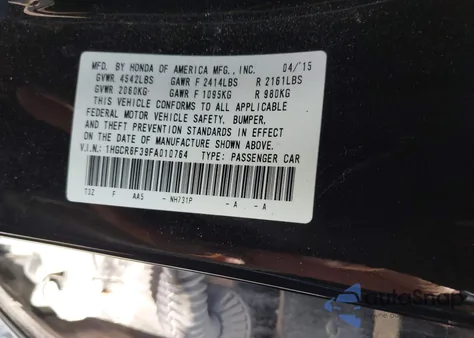 MFD. BY HONDA OF AMERICA MFG., INC. 04/'15
GVWR 4542LBS GAWR F 2414LBS R 2161LBS
GVWR 2060KG GAWR F 1095KG R 980KG
THIS VEHICLE CONFORMS TO ALL APPLICABLE
FEDERAL MOTOR VEHICLE SAFETY, BUMPER,
AND THEFT PREVENTION STANDARDS IN EFFECT
ON THE DATE OF MANUFACTURE SHOWN ABOVE.
V.I.N: 1HGCR6F39FA010764 TYPE: PASSENGER CAR
TSZ F AA5 - NH731P - A - A
autoSnap